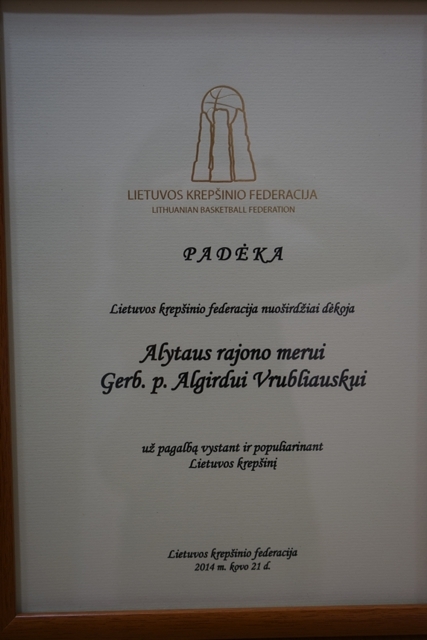 LIETUVOS KREPŠINIO FEDERACIJA
LITHUANIAN BASKETBALL FEDERATION
PADĖKA
Lietuvos krepšinio federacija nuoširdžiai dėkoja
Alytaus rajono merui
Gerb. p. Algirdui Vrubliauskui
už pagalbą vystant ir populiarinant
Lietuvos krepšinį
Lietuvos krepšinio federacija
2014 m. kovo 21 d.